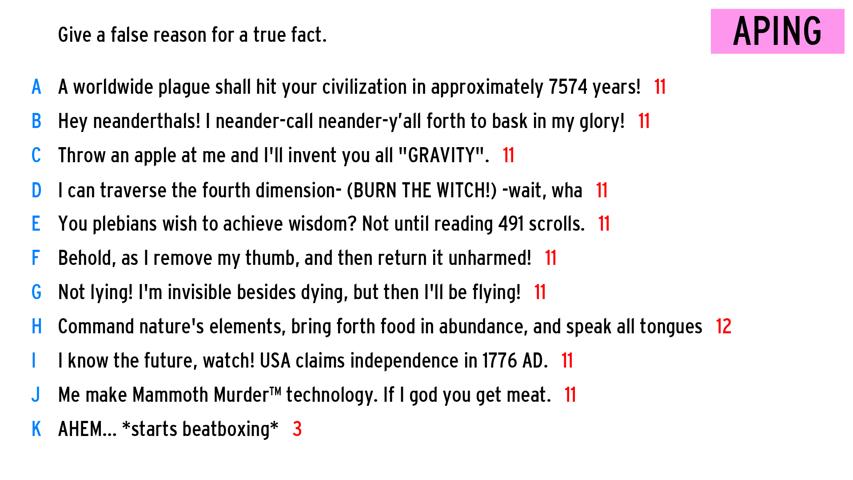 Give a false reason for a true fact.
APING
A A worldwide plague shall hit your civilization in approximately 7574 years! 11
B Hey neanderthals! I neander-call neander-y'all forth to bask in my glory! 11
C Throw an apple at me and I'll invent you all "GRAVITY". 11
D I can traverse the fourth dimension- (BURN THE WITCH!) -wait, wha 11
E You plebians wish to achieve wisdom? Not until reading 491 scrolls. 11
F Behold, as I remove my thumb, and then return it unharmed! 11
G Not lying! I'm invisible besides dying, but then I'll be flying! 11
H Command nature's elements, bring forth food in abundance, and speak all tongues 12
I I know the future, watch! USA claims independence in 1776 AD. 11
J Me make Mammoth Murder™ technology. If I god you get meat. 11
K AHEM... *starts beatboxing* 3